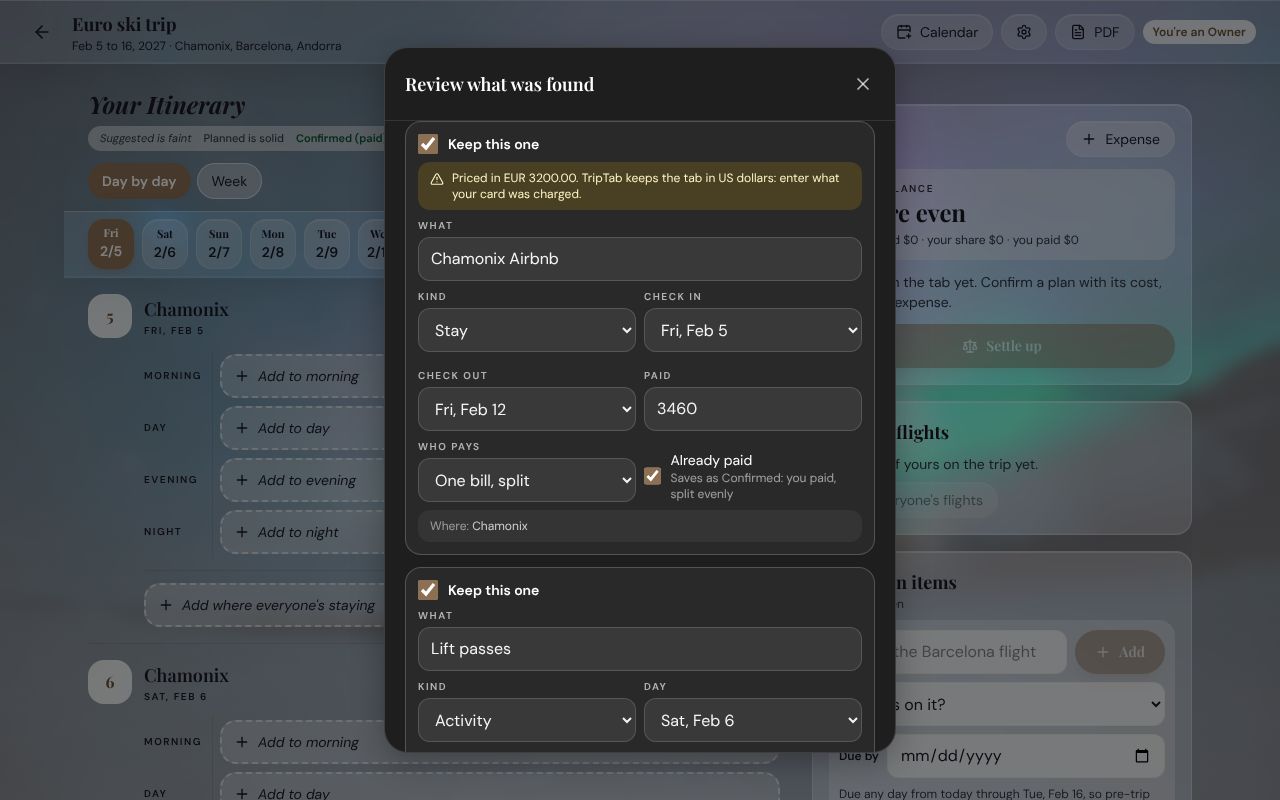 Euro ski trip
Feb 5 to 16, 2027 · Chamonix, Barcelona, Andorra
Calendar
PDF
You're an Owner
Your Itinerary
Suggested is faint Planned is solid Confirmed (paid
Day by day
Week
Fri 2/5
Sat 2/6
Sun 2/7
Mon 2/8
Tue 2/9
5
Chamonix
FRI, FEB 5
MORNING
+ Add to morning
DAY
+ Add to day
EVENING
+ Add to evening
NIGHT
+ Add to night
+ Add where everyone's staying
6
Chamonix
SAT, FEB 6
MORNING
+ Add to morning
DAY
+ Add to day
Review what was found
Keep this one
Priced in EUR 3200.00. TripTab keeps the tab in US dollars: enter what
your card was charged.
WHAT
Chamonix Airbnb
KIND
CHECK IN
Stay
Fri, Feb 5
CHECK OUT
PAID
Fri, Feb 12
3460
WHO PAYS
One bill, split
Already paid
Saves as Confirmed: you paid,
split evenly
Where: Chamonix
Keep this one
WHAT
Lift passes
KIND
DAY
Activity
Sat, Feb 6
+ Expense
even
$0 · your share $0 · you paid $0
the tab yet. Confirm a plan with its cost,
expense.
Settle up
flights
of yours on the trip yet.
flights
items
the Barcelona flight
+ Add
on it?
Due by
mm/dd/yyyy
Due any day from today through Tue, Feb 16, so pre-trip